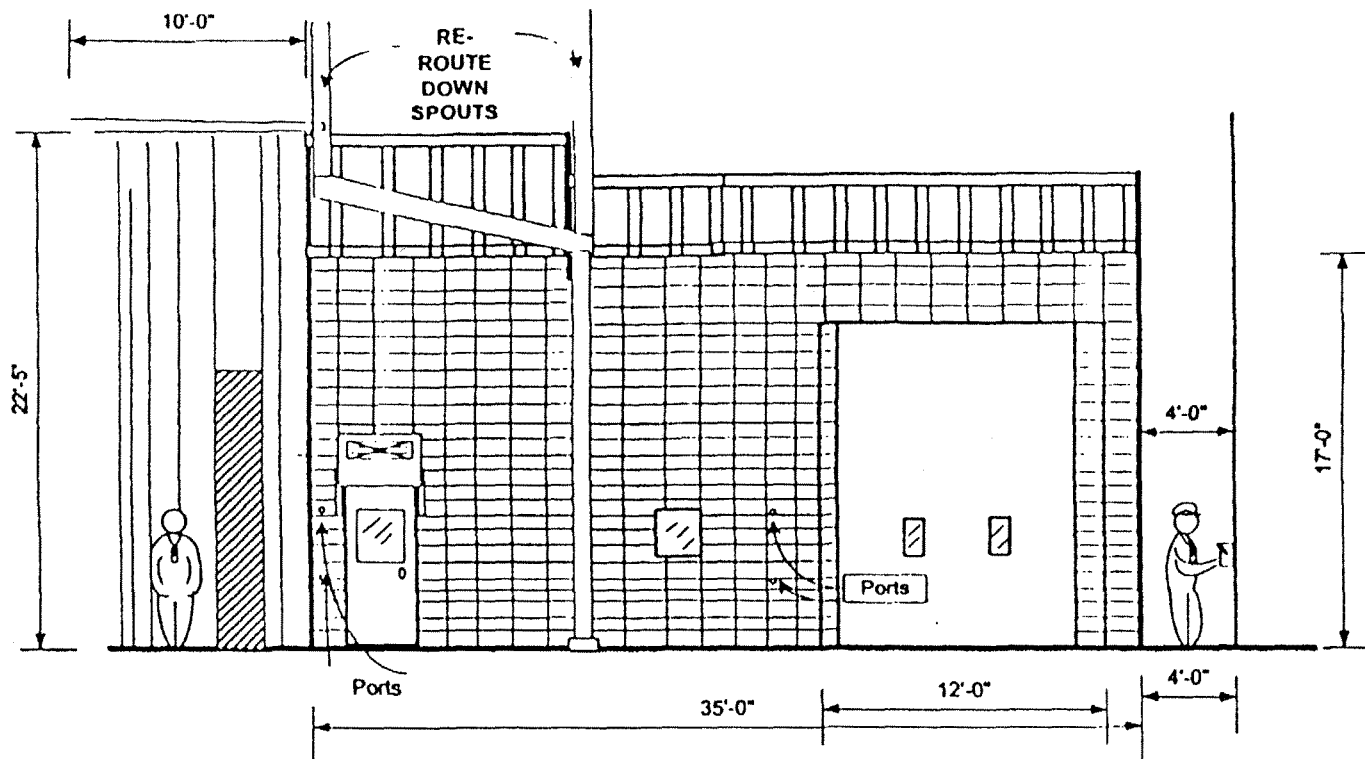 10'-0"
RE-
ROUTE
DOWN
SPOUTS
22'-5"
4'-0"
17'-0"
Ports
Ports
4'-0"
12'-0"
35'-0"